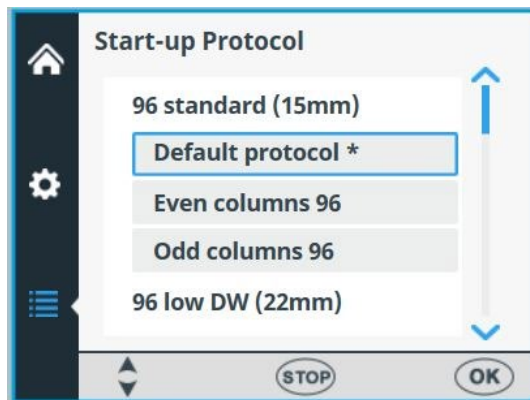 Start-up Protocol
96 standard (15mm)
Default protocol *
Even columns 96
Odd columns 96
96 low DW (22mm)
STOP
OK